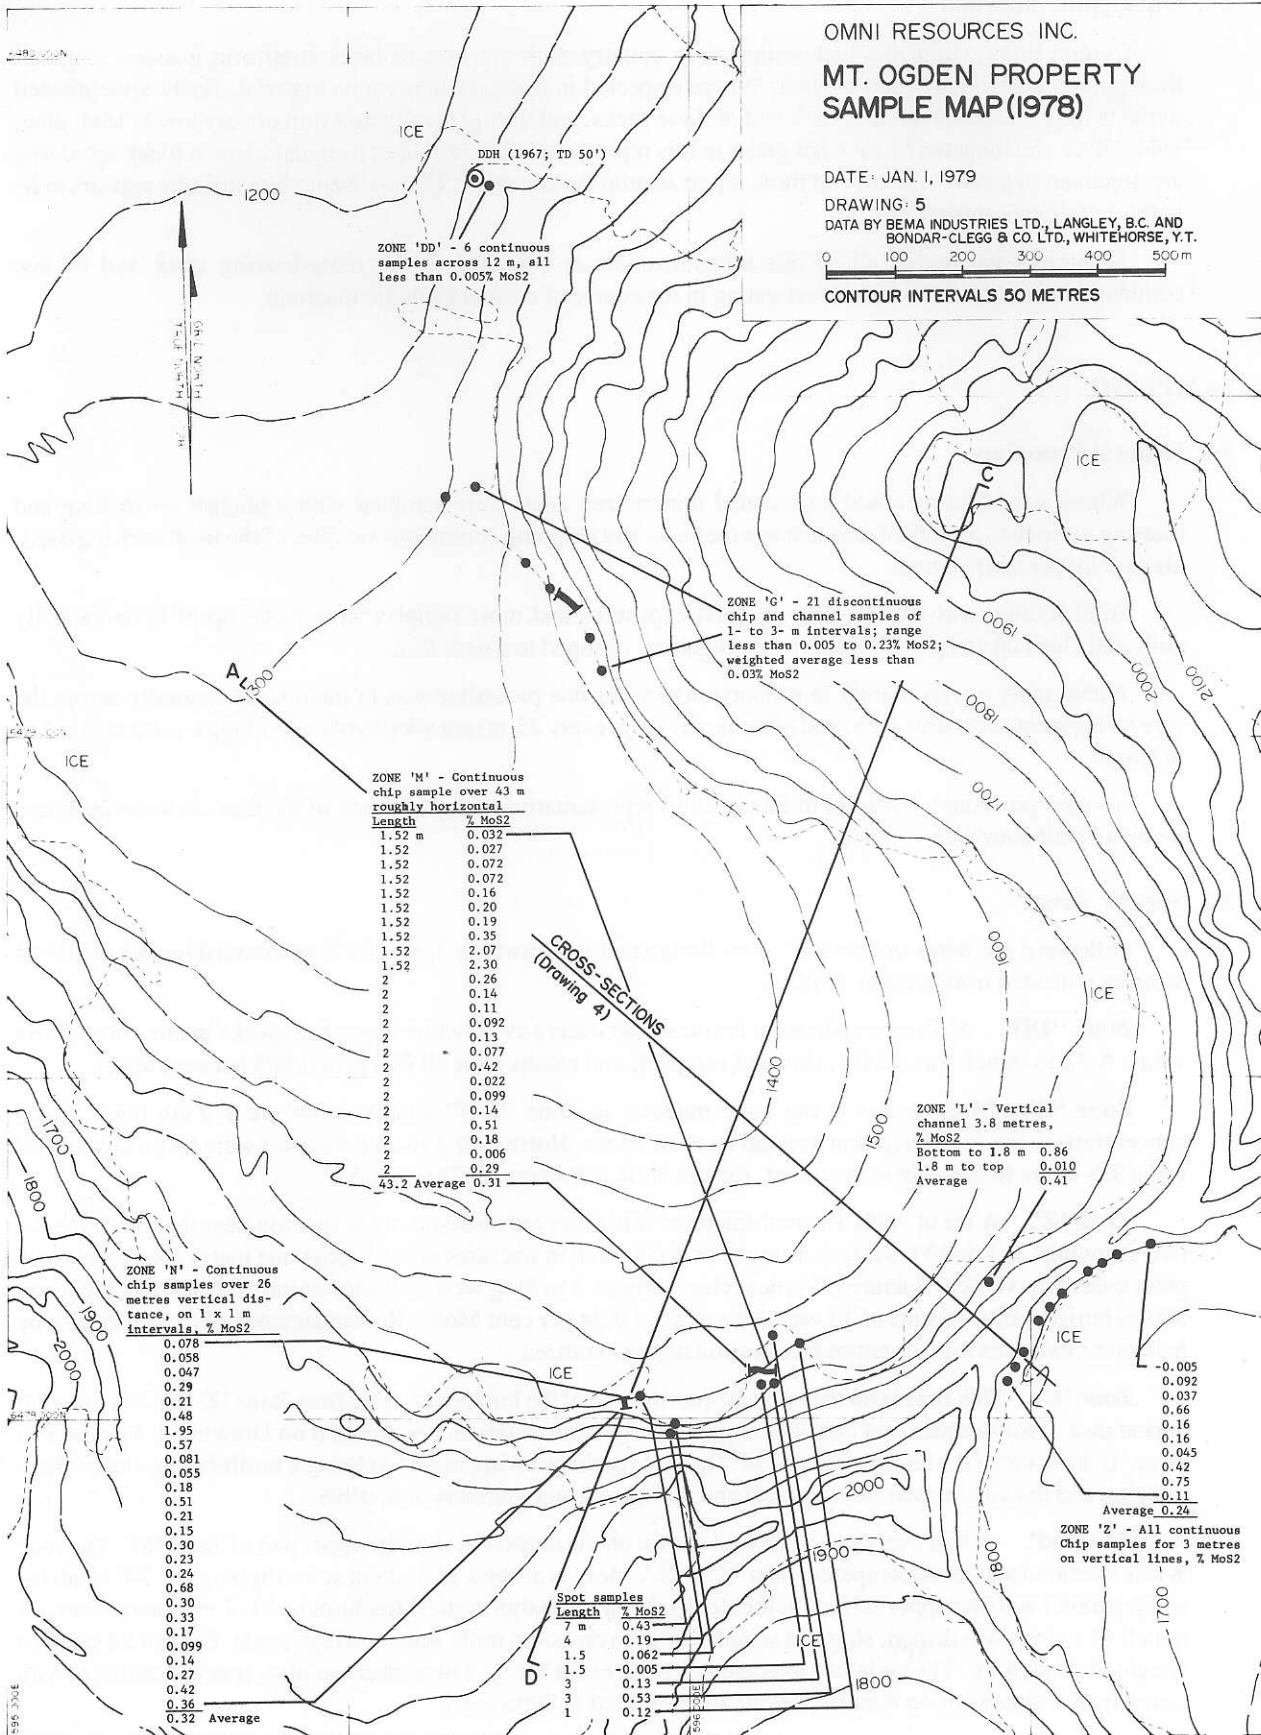 OMNI RESOURCES INC.
MT. OGDEN PROPERTY
SAMPLE MAP (1978)
DATE: JAN. 1, 1979
DRAWING: 5
DATA BY BEMA INDUSTRIES LTD., LANGLEY, B.C. AND
BONDAR-CLEGG & CO. LTD., WHITEHORSE, Y.T.
0 100 200 300 400 500 m
CONTOUR INTERVALS 50 METRES
ICE
DDH (1967; TD 50')
1200
ZONE 'DD' - 6 continuous
samples across 12 m, all
less than 0.005% MoS2
GRID NORTH
TRUE NORTH
C
ICE
ZONE 'G' - 21 discontinuous
chip and channel samples of
1- to 3- m intervals; range
less than 0.005 to 0.23% MoS2;
weighted average less than
0.03% MoS2
1900
2000
2100
1800
1700
1600
1500
1400
A
ICE
ZONE 'M' - Continuous
chip sample over 43 m
roughly horizontal
Length % MoS2
1.52 m 0.032
1.52 0.027
1.52 0.072
1.52 0.072
1.52 0.16
1.52 0.20
1.52 0.19
1.52 0.35
1.52 2.07
1.52 2.30
2 0.26
2 0.14
2 0.11
2 0.092
2 0.13
2 0.077
2 0.42
2 0.022
2 0.099
2 0.14
2 0.51
2 0.18
2 0.006
2 0.29
43.2 Average 0.31
CROSS-SECTIONS
(Drawing 4)
ICE
ZONE 'L' - Vertical
channel 3.8 metres,
% MoS2
Bottom to 1.8 m 0.86
1.8 m to top 0.010
Average 0.41
1700
1800
1900
2000
ZONE 'N' - Continuous
chip samples over 26
metres vertical dis-
tance, on 1 x 1 m
intervals, % MoS2
0.078
0.058
0.047
0.29
0.21
0.48
1.95
0.57
0.081
0.055
0.18
0.51
0.21
0.15
0.30
0.23
0.24
0.68
0.30
0.33
0.17
0.099
0.14
0.27
0.42
0.36
0.32 Average
ICE
ICE
-0.005
0.092
0.037
0.66
0.16
0.16
0.045
0.42
0.75
0.11
Average 0.24
ZONE 'Z' - All continuous
Chip samples for 3 metres
on vertical lines, % MoS2
2000
1900
1800
1700
Spot samples
Length % MoS2
7 m 0.43
4 0.19
1.5 0.062
1.5 -0.005
3 0.13
3 0.53
1 0.12
ICE
1800
D